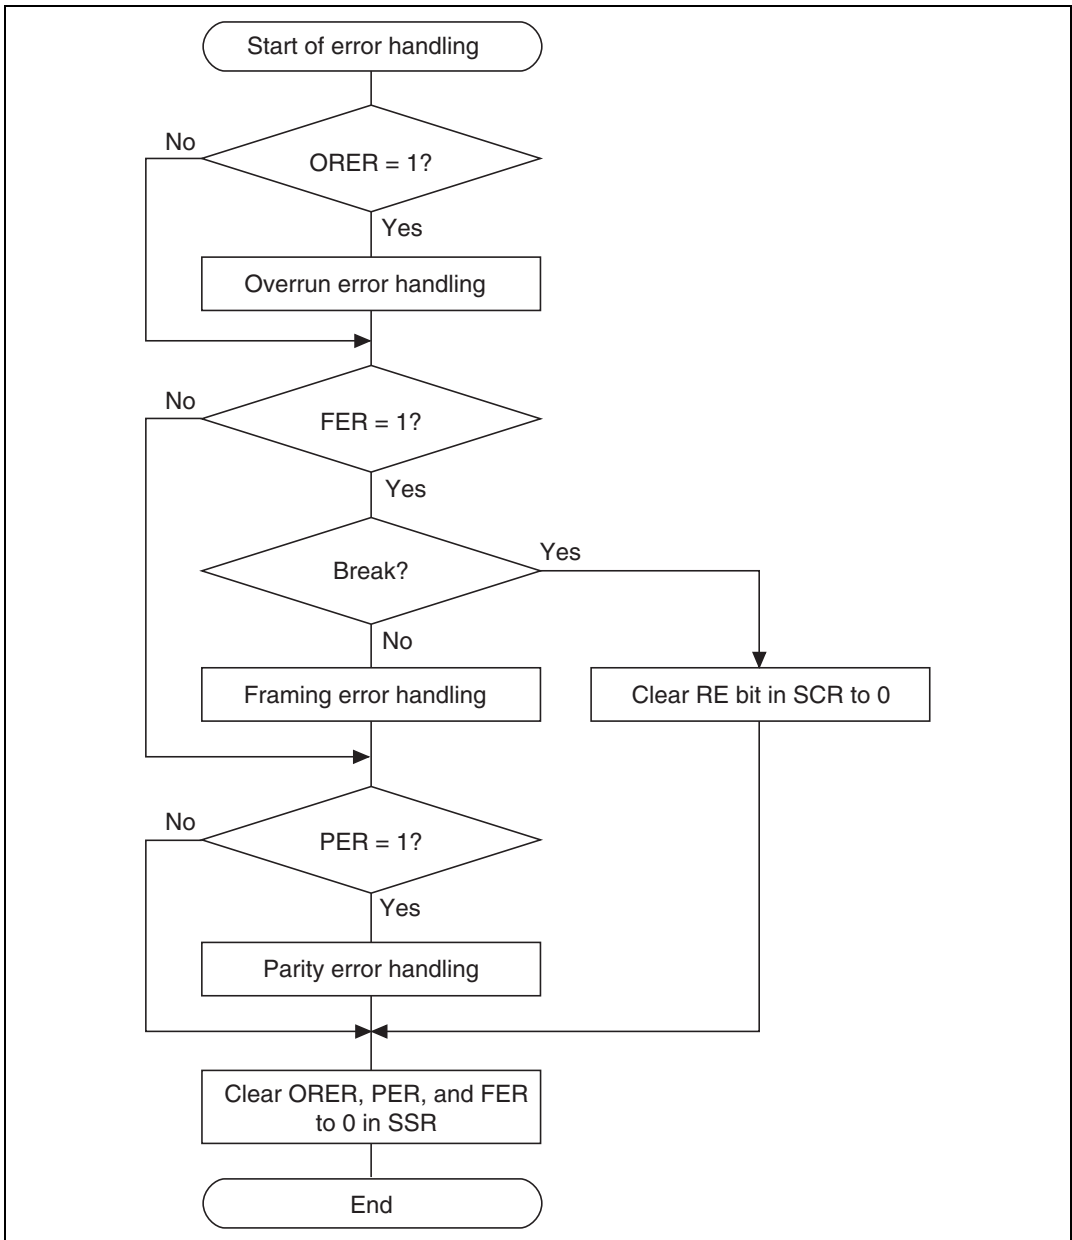 Start of error handling
No
ORER = 1?
Yes
Overrun error handling
No
FER = 1?
Yes
Break?
Yes
No
Framing error handling
Clear RE bit in SCR to 0
No
PER = 1?
Yes
Parity error handling
Clear ORER, PER, and FER
to 0 in SSR
End